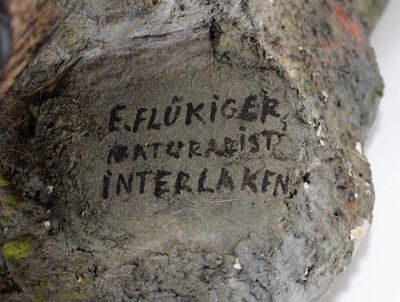 E.FLÜKIGER,
NATURALIST
INTERLAKEN